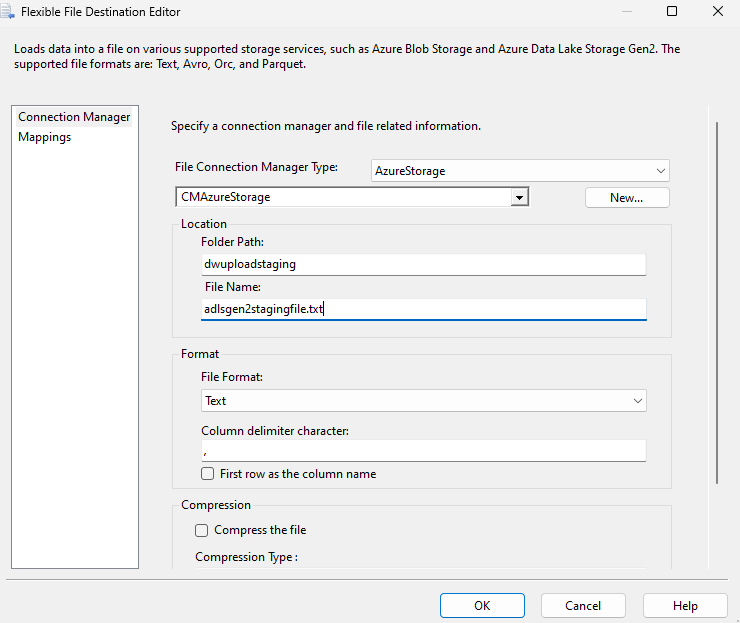 Flexible File Destination Editor
Loads data into a file on various supported storage services, such as Azure Blob Storage and Azure Data Lake Storage Gen2. The
supported file formats are: Text, Avro, Orc, and Parquet.
Connection Manager
Mappings
Specify a connection manager and file related information.
File Connection Manager Type:
AzureStorage
CMAzureStorage
New...
Location
Folder Path:
dwuploadstaging
File Name:
adlsgen2stagingfile.txt
Format
File Format:
Text
Column delimiter character:
,
First row as the column name
Compression
Compress the file
Compression Type :
OK
Cancel
Help